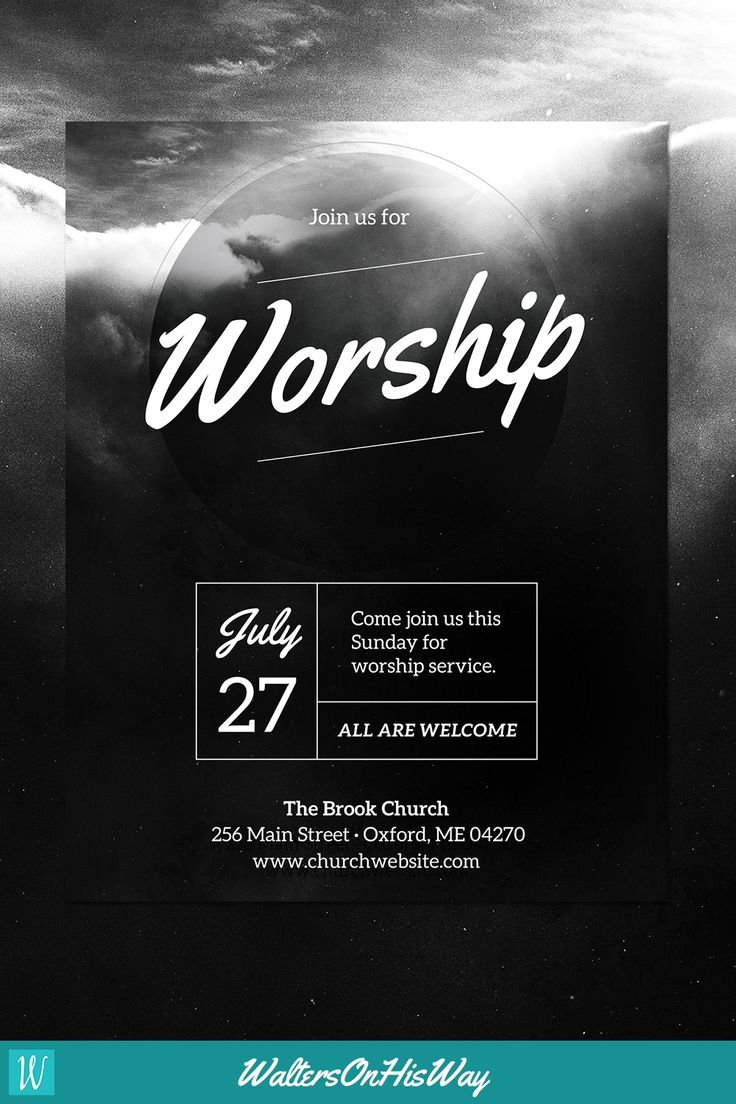 Join us for
Worship
July
27
Come join us this
Sunday for
worship service.
ALL ARE WELCOME
The Brook Church
256 Main Street • Oxford, ME 04270
www.churchwebsite.com
W
WaltersOnHisWay